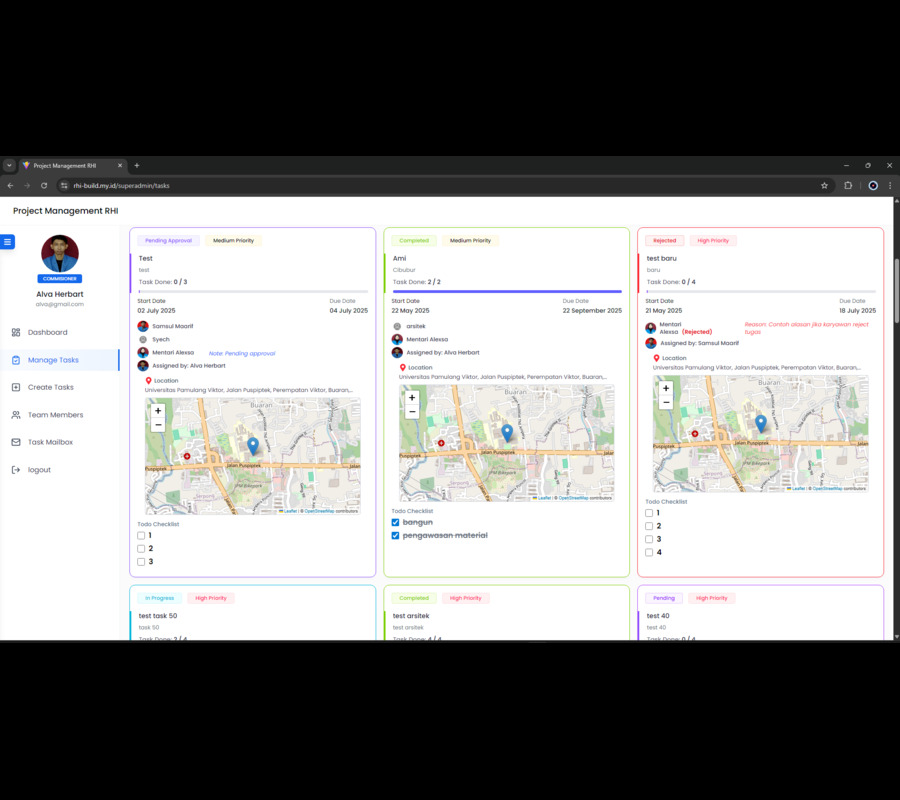 Project Management RHI
rhi-build.my.id/superadmin/tasks
Project Management RHI
COMMISIONER
Alva Herbart
alva@gmail.com
Dashboard
Manage Tasks
Create Tasks
Team Members
Task Mailbox
logout
Pending Approval Medium Priority
Test
test
Task Done: 0 / 3
Start Date Due Date
02 July 2025 04 July 2025
Samsul Maarif
Syech
Mentari Alexsa Note: Pending approval
Assigned by: Alva Herbart
Location
Universitas Pamulang Viktor, Jalan Puspiptek, Perempatan Viktor, Buaran,...
+
−
Buaran
Puspiptek Jalan Puspiptek Jalan
Serpong
Leaflet | © OpenStreetMap contributors
Todo Checklist
1
2
3
Completed Medium Priority
Ami
Cibubur
Task Done: 2 / 2
Start Date Due Date
22 May 2025 22 September 2025
arsitek
Mentari Alexsa
Assigned by: Alva Herbart
Location
Universitas Pamulang Viktor, Jalan Puspiptek, Perempatan Viktor, Buaran,...
+
−
Buaran
Puspiptek Jalan Puspiptek Jalan
Serpong
Leaflet | © OpenStreetMap contributors
Todo Checklist
bangun
pengawasan material
Rejected High Priority
test baru
baru
Task Done: 0 / 4
Start Date Due Date
21 May 2025 18 July 2025
Mentari Alexsa (Rejected) Reason: Contoh alasan jika karyawan reject tugas
Assigned by: Samsul Maarif
Location
Universitas Pamulang Viktor, Jalan Puspiptek, Perempatan Viktor, Buaran,...
+
−
Buaran
Puspiptek Jalan Puspiptek Jalan
Serpong
Leaflet | © OpenStreetMap contributors
Todo Checklist
1
2
3
4
In Progress High Priority
test task 50
task 50
Task Done: 2 / 4
Completed High Priority
test arsitek
test arsitek
Task Done: 4 / 4
Pending High Priority
test 40
test 40
Task Done: 0 / 4